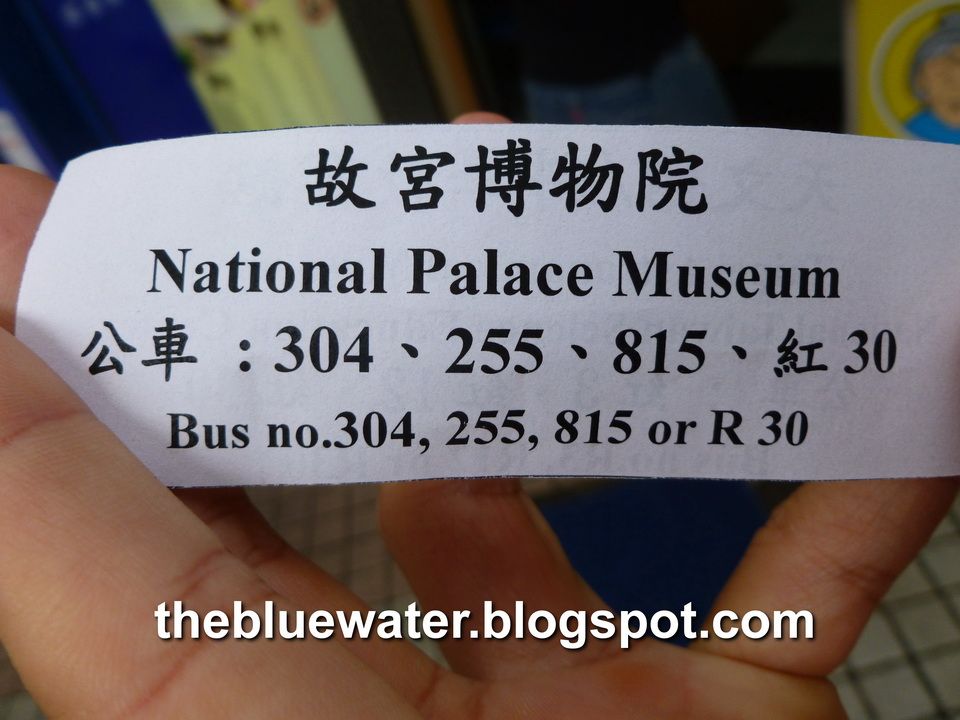 故宮博物院
National Palace Museum
公車 : 304、255、815、紅 30
Bus no.304, 255, 815 or R 30
thebluewater.blogspot.com